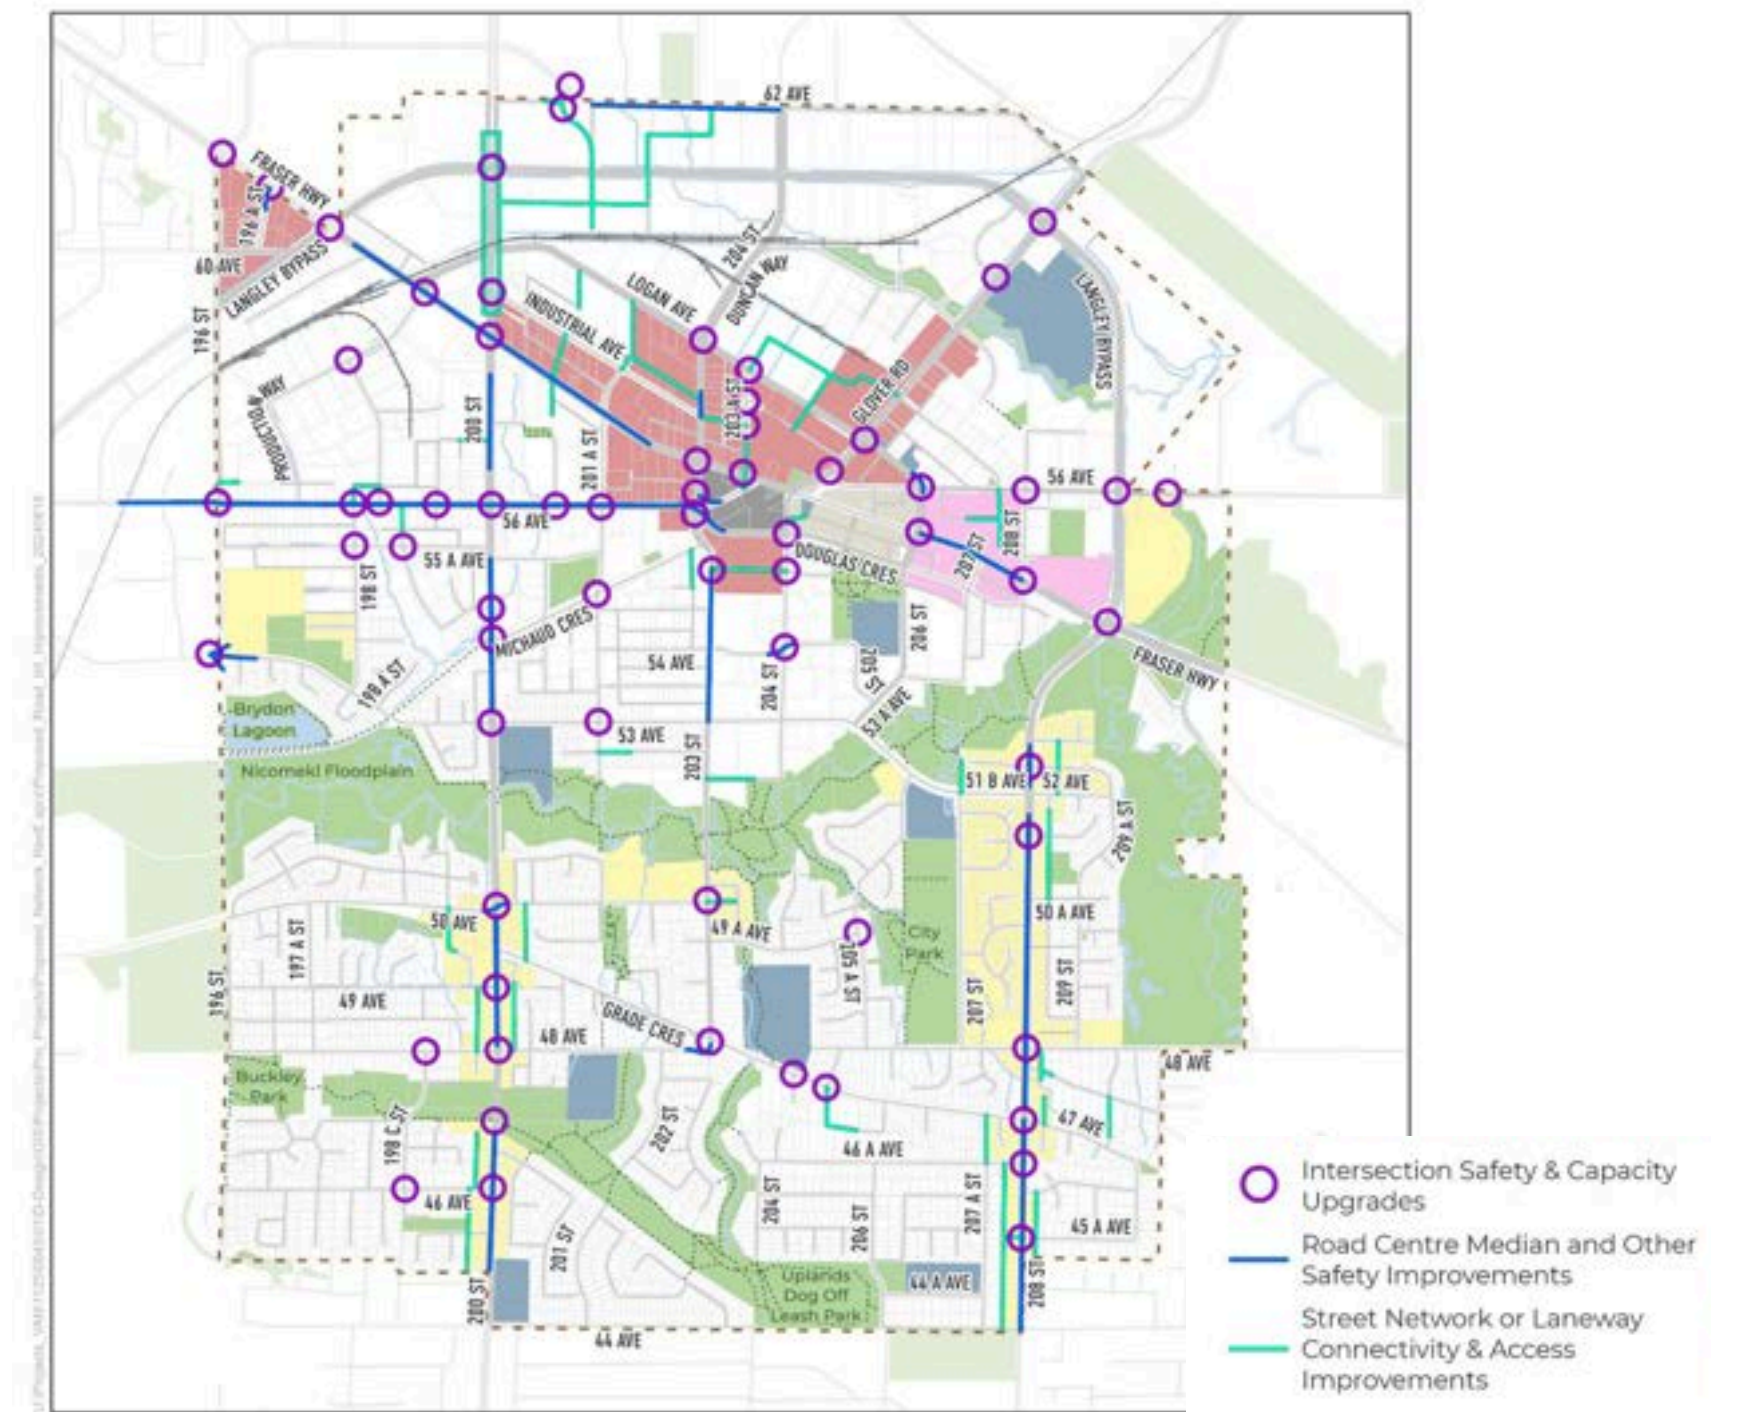 62 AVE
FRASER HWY
196 A ST
204 ST
60 AVE
LANGLEY BYPASS
LOGAN AVE
DUNCAN WAY
LANGLEY BYPASS
196 ST
INDUSTRIAL AVE
PRODUCTION WAY
200 ST
203 A ST
GLOVER RD
201 A ST
56 AVE
56 AVE
208 ST
55 A AVE
DOUGLAS CRES
207 ST
198 ST
MICHAUD CRES
206 ST
54 AVE
205 ST
FRASER HWY
198 A ST
204 ST
Brydon
Lagoon
53 A AVE
53 AVE
203 ST
Nicomekl Floodplain
51 B AVE
52 AVE
209 A ST
50 AVE
50 A AVE
49 A AVE
197 A ST
City
Park
205 A ST
209 ST
196 ST
49 AVE
207 ST
GRADE CRES
48 AVE
48 AVE
Buckley
Park
47 AVE
198 C ST
202 ST
46 A AVE
46 AVE
204 ST
207 A ST
206 ST
45 A AVE
201 ST
Uplands
Dog Off
Leash Park
44 A AVE
200 ST
208 ST
44 AVE
Intersection Safety & Capacity
Upgrades
Road Centre Median and Other
Safety Improvements
Street Network or Laneway
Connectivity & Access
Improvements